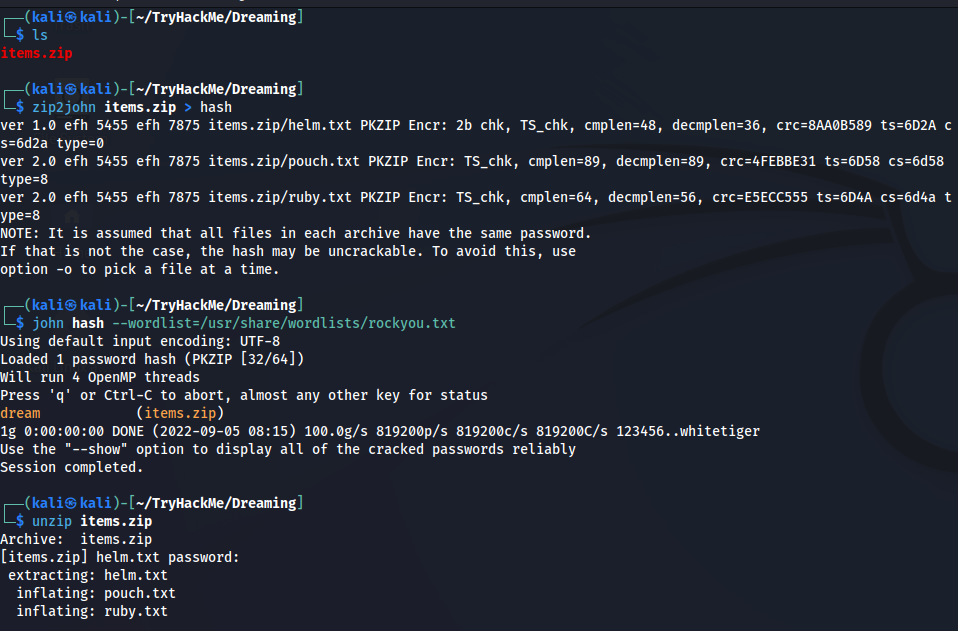 ┌──(kali㉿kali)-[~/TryHackMe/Dreaming]
└─$ ls
items.zip
┌──(kali㉿kali)-[~/TryHackMe/Dreaming]
└─$ zip2john items.zip > hash
ver 1.0 efh 5455 efh 7875 items.zip/helm.txt PKZIP Encr: 2b chk, TS_chk, cmplen=48, decmplen=36, crc=8AA0B589 ts=6D2A c
s=6d2a type=0
ver 2.0 efh 5455 efh 7875 items.zip/pouch.txt PKZIP Encr: TS_chk, cmplen=89, decmplen=89, crc=4FEBBE31 ts=6D58 cs=6d58
type=8
ver 2.0 efh 5455 efh 7875 items.zip/ruby.txt PKZIP Encr: TS_chk, cmplen=64, decmplen=56, crc=E5ECC555 ts=6D4A cs=6d4a t
ype=8
NOTE: It is assumed that all files in each archive have the same password.
If that is not the case, the hash may be uncrackable. To avoid this, use
option -o to pick a file at a time.
┌──(kali㉿kali)-[~/TryHackMe/Dreaming]
└─$ john hash --wordlist=/usr/share/wordlists/rockyou.txt
Using default input encoding: UTF-8
Loaded 1 password hash (PKZIP [32/64])
Will run 4 OpenMP threads
Press 'q' or Ctrl-C to abort, almost any other key for status
dream            (items.zip)
1g 0:00:00:00 DONE (2022-09-05 08:15) 100.0g/s 819200p/s 819200c/s 819200C/s 123456..whitetiger
Use the "--show" option to display all of the cracked passwords reliably
Session completed.
┌──(kali㉿kali)-[~/TryHackMe/Dreaming]
└─$ unzip items.zip
Archive:  items.zip
[items.zip] helm.txt password:
 extracting: helm.txt
  inflating: pouch.txt
  inflating: ruby.txt